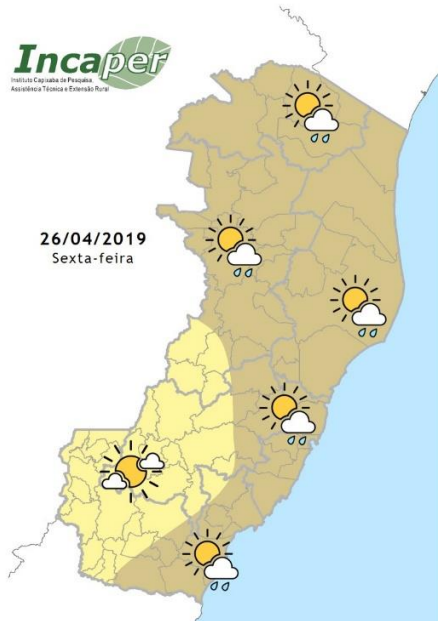 Incaper
Instituto Capixaba de Pesquisa,
Assistência Técnica e Extensão Rural
26/04/2019
Sexta-feira